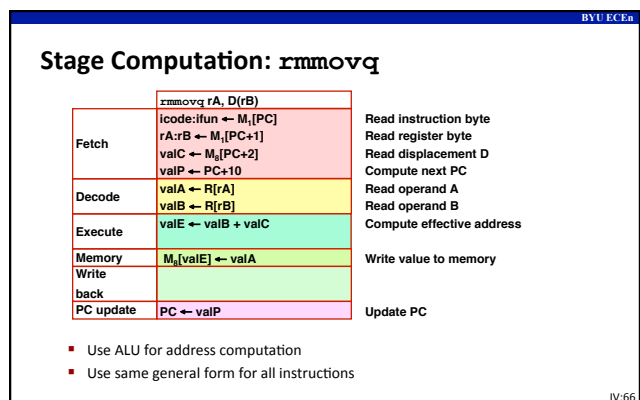 BYU ECEn
Stage Computation: rmmovq
rmmovq rA, D(rB)
Fetch
icode:ifun ← M₁[PC] Read instruction byte
rA:rB ← M₁[PC+1] Read register byte
valC ← M₈[PC+2] Read displacement D
valP ← PC+10 Compute next PC
Decode
valA ← R[rA] Read operand A
valB ← R[rB] Read operand B
Execute
valE ← valB + valC Compute effective address
Memory M₈[valE] ← valA Write value to memory
Write
back
PC update PC ← valP Update PC
▪ Use ALU for address computation
▪ Use same general form for all instructions
IV:66